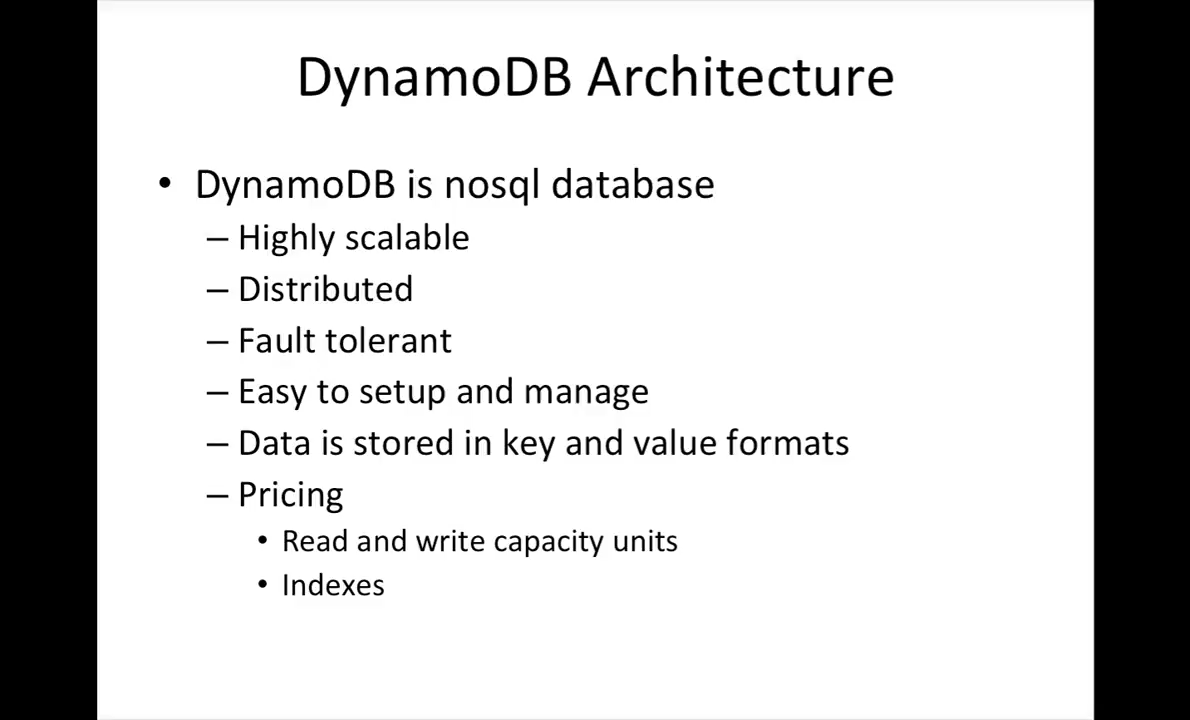 DynamoDB Architecture
• DynamoDB is nosql database
– Highly scalable
– Distributed
– Fault tolerant
– Easy to setup and manage
– Data is stored in key and value formats
– Pricing
• Read and write capacity units
• Indexes